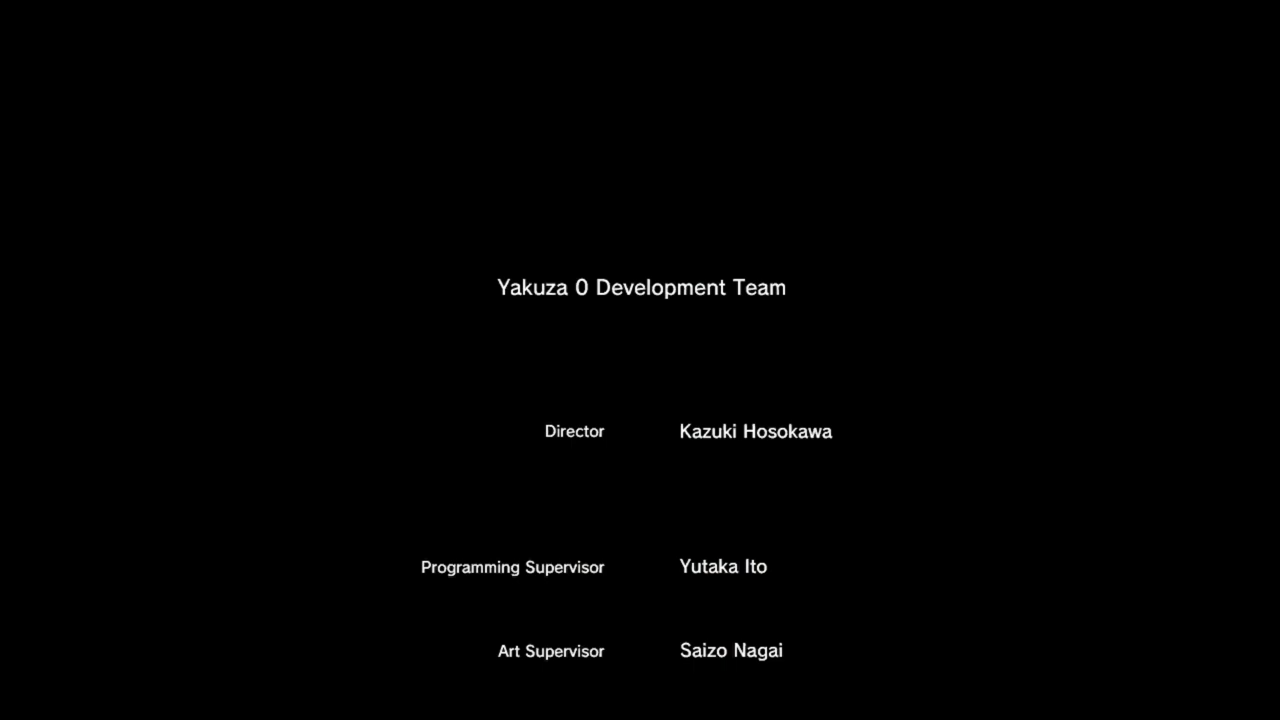 Yakuza 0 Development Team
Director Kazuki Hosokawa
Programming Supervisor Yutaka Ito
Art Supervisor Saizo Nagai